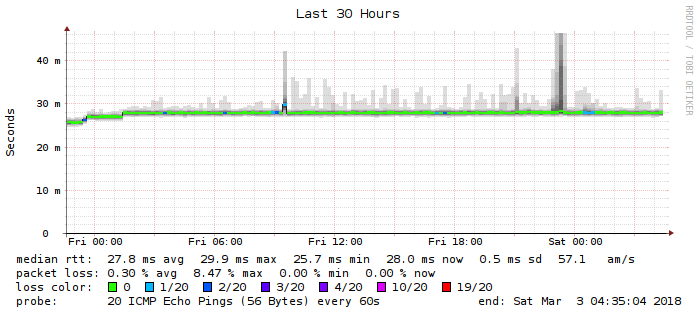 Last 30 Hours
RRDTOOL / TOBI OETIKER
Seconds
40 m
30 m
20 m
10 m
0
Fri 00:00 Fri 06:00 Fri 12:00 Fri 18:00 Sat 00:00
median rtt: 27.8 ms avg 29.9 ms max 25.7 ms min 28.0 ms now 0.5 ms sd 57.1 am/s
packet loss: 0.30 % avg 8.47 % max 0.00 % min 0.00 % now
loss color: 0 1/20 2/20 3/20 4/20 10/20 19/20
probe: 20 ICMP Echo Pings (56 Bytes) every 60s end: Sat Mar 3 04:35:04 2018